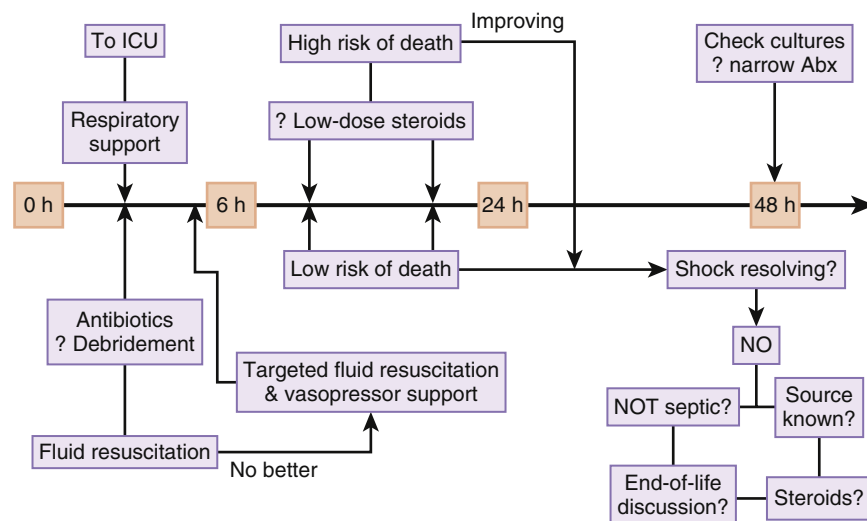 To ICU
High risk of death
Improving
Check cultures
? narrow Abx
Respiratory
support
? Low-dose steroids
0 h
6 h
24 h
48 h
Low risk of death
Shock resolving?
Antibiotics
? Debridement
NO
Targeted fluid resuscitation
& vasopressor support
NOT septic?
Source
known?
Fluid resuscitation
No better
End-of-life
discussion?
Steroids?